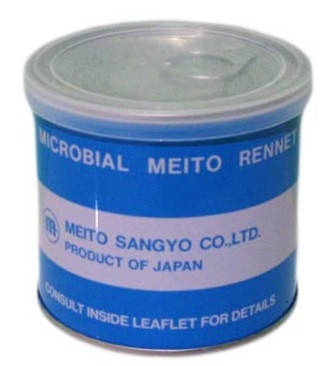 MICROBIAL MEITO RENNET
m MEITO SANGYO CO.,LTD.
PRODUCT OF JAPAN
CONSULT INSIDE LEAFLET FOR DETAILS